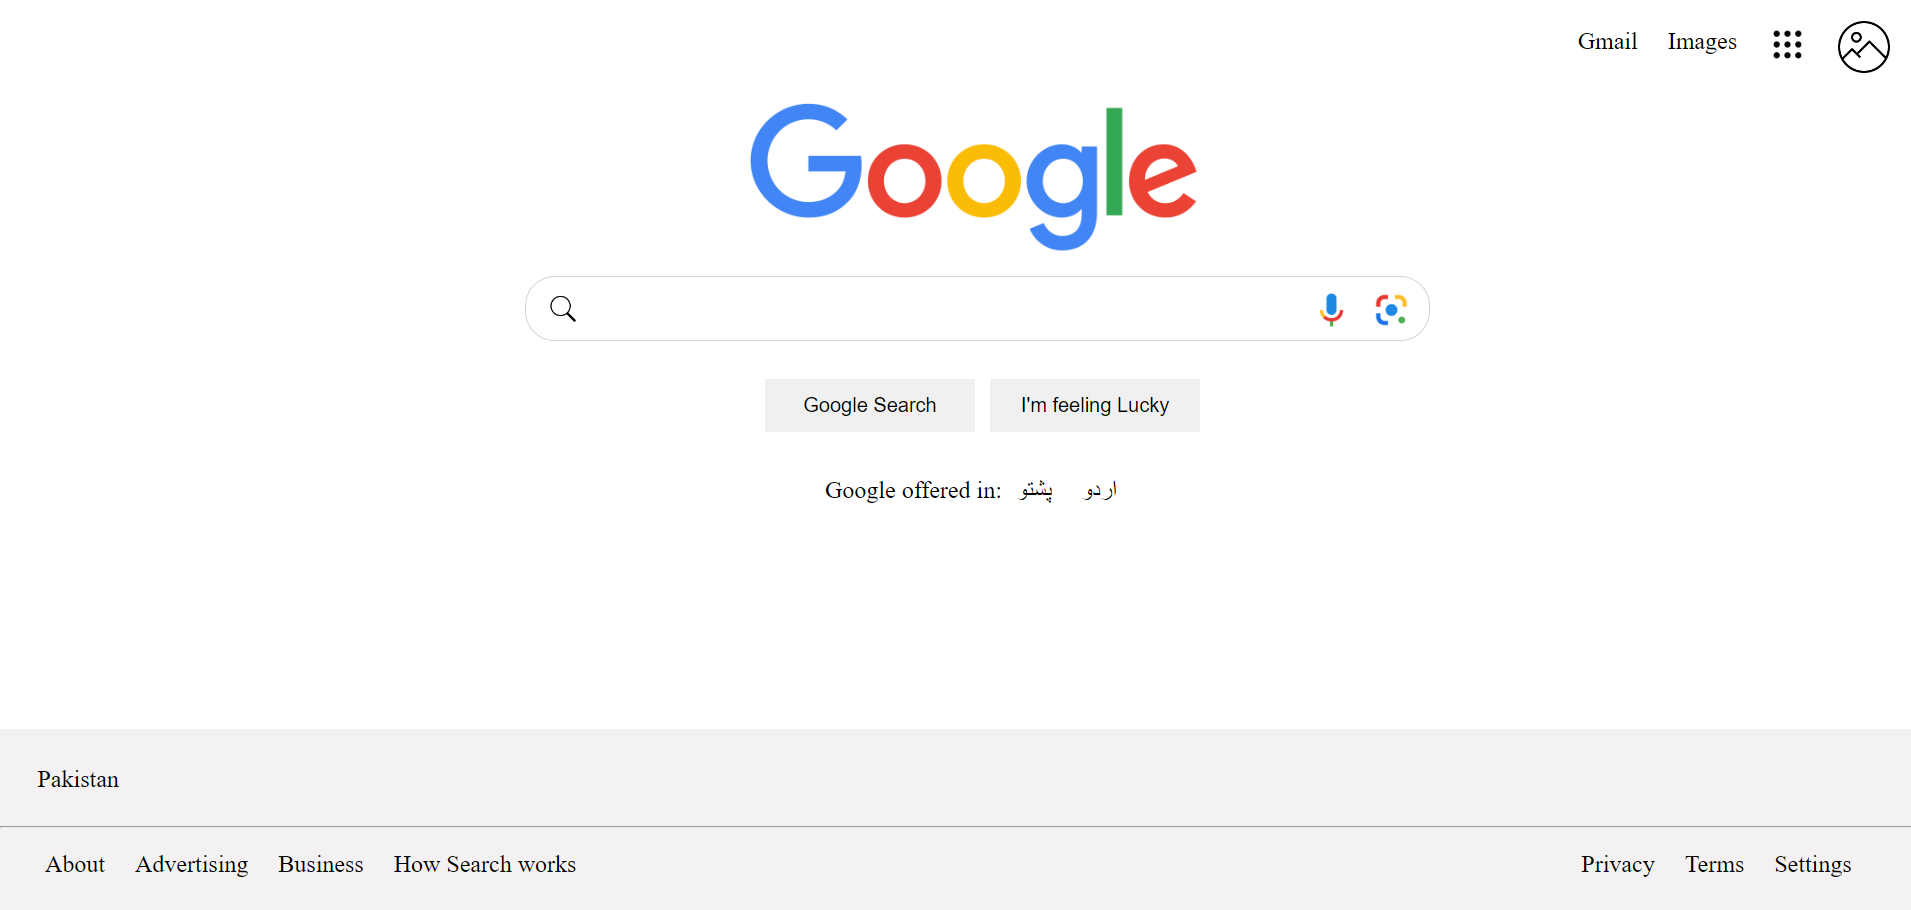 Gmail Images
Google
Google Search I'm feeling Lucky
Google offered in: پشتو اردو
Pakistan
About Advertising Business How Search works Privacy Terms Settings